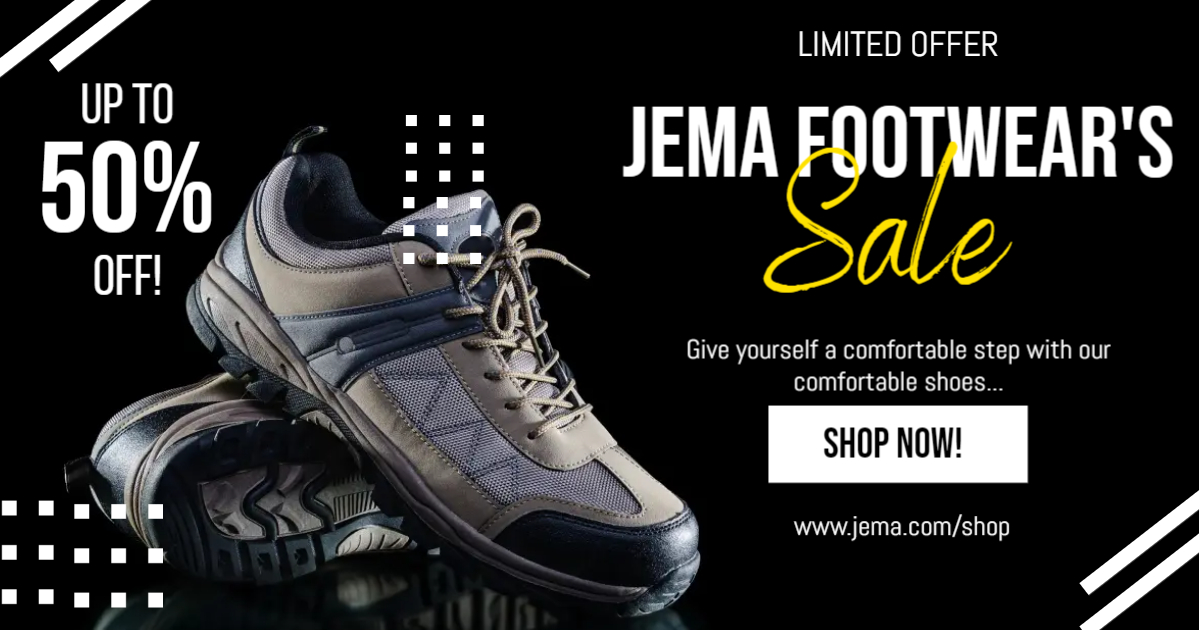 UP TO
50%
OFF!
LIMITED OFFER
JEMA FOOTWEAR'S
Sale
Give yourself a comfortable step with our
comfortable shoes...
SHOP NOW!
www.jema.com/shop